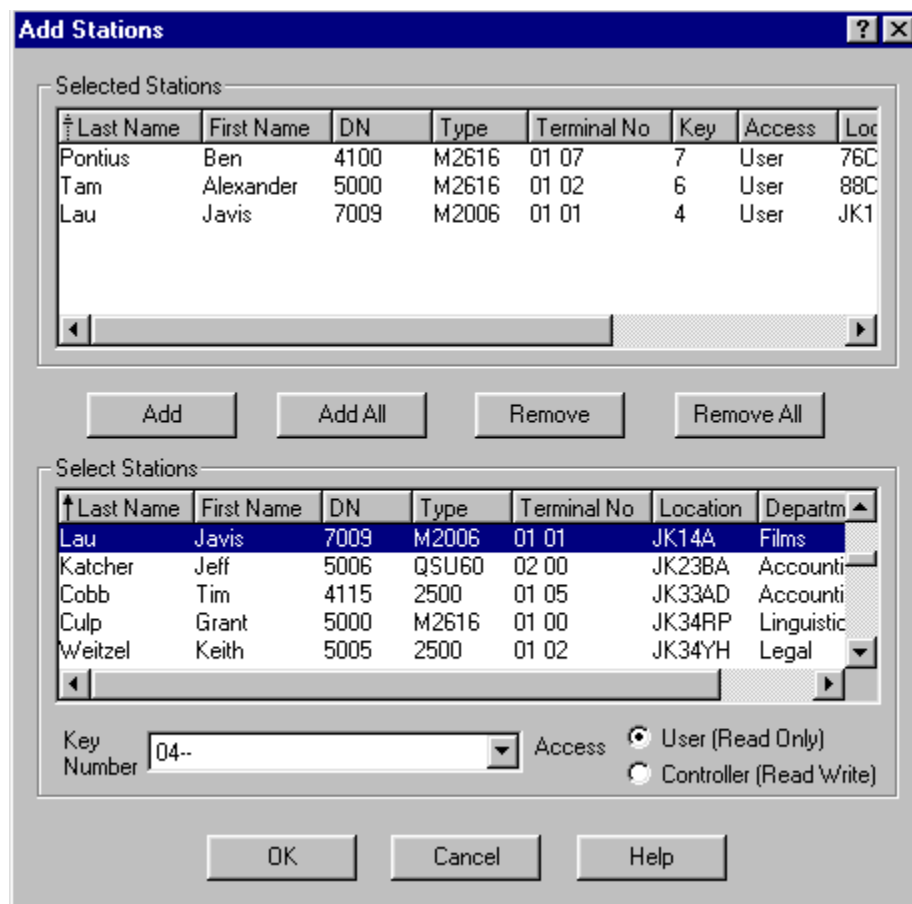 Add Stations
Selected Stations
Last Name First Name DN Type Terminal No Key Access Loc
Pontius Ben 4100 M2616 01 07 7 User 76C
Tam Alexander 5000 M2616 01 02 6 User 88C
Lau Javis 7009 M2006 01 01 4 User JK1
Add Add All Remove Remove All
Select Stations
Last Name First Name DN Type Terminal No Location Departm
Lau Javis 7009 M2006 01 01 JK14A Films
Katcher Jeff 5006 QSU60 02 00 JK23BA Accounti
Cobb Tim 4115 2500 01 05 JK33AD Accounti
Culp Grant 5000 M2616 01 00 JK34RP Linguistic
Weitzel Keith 5005 2500 01 02 JK34YH Legal
Key Number 04-- Access User (Read Only)
Controller (Read Write)
OK Cancel Help